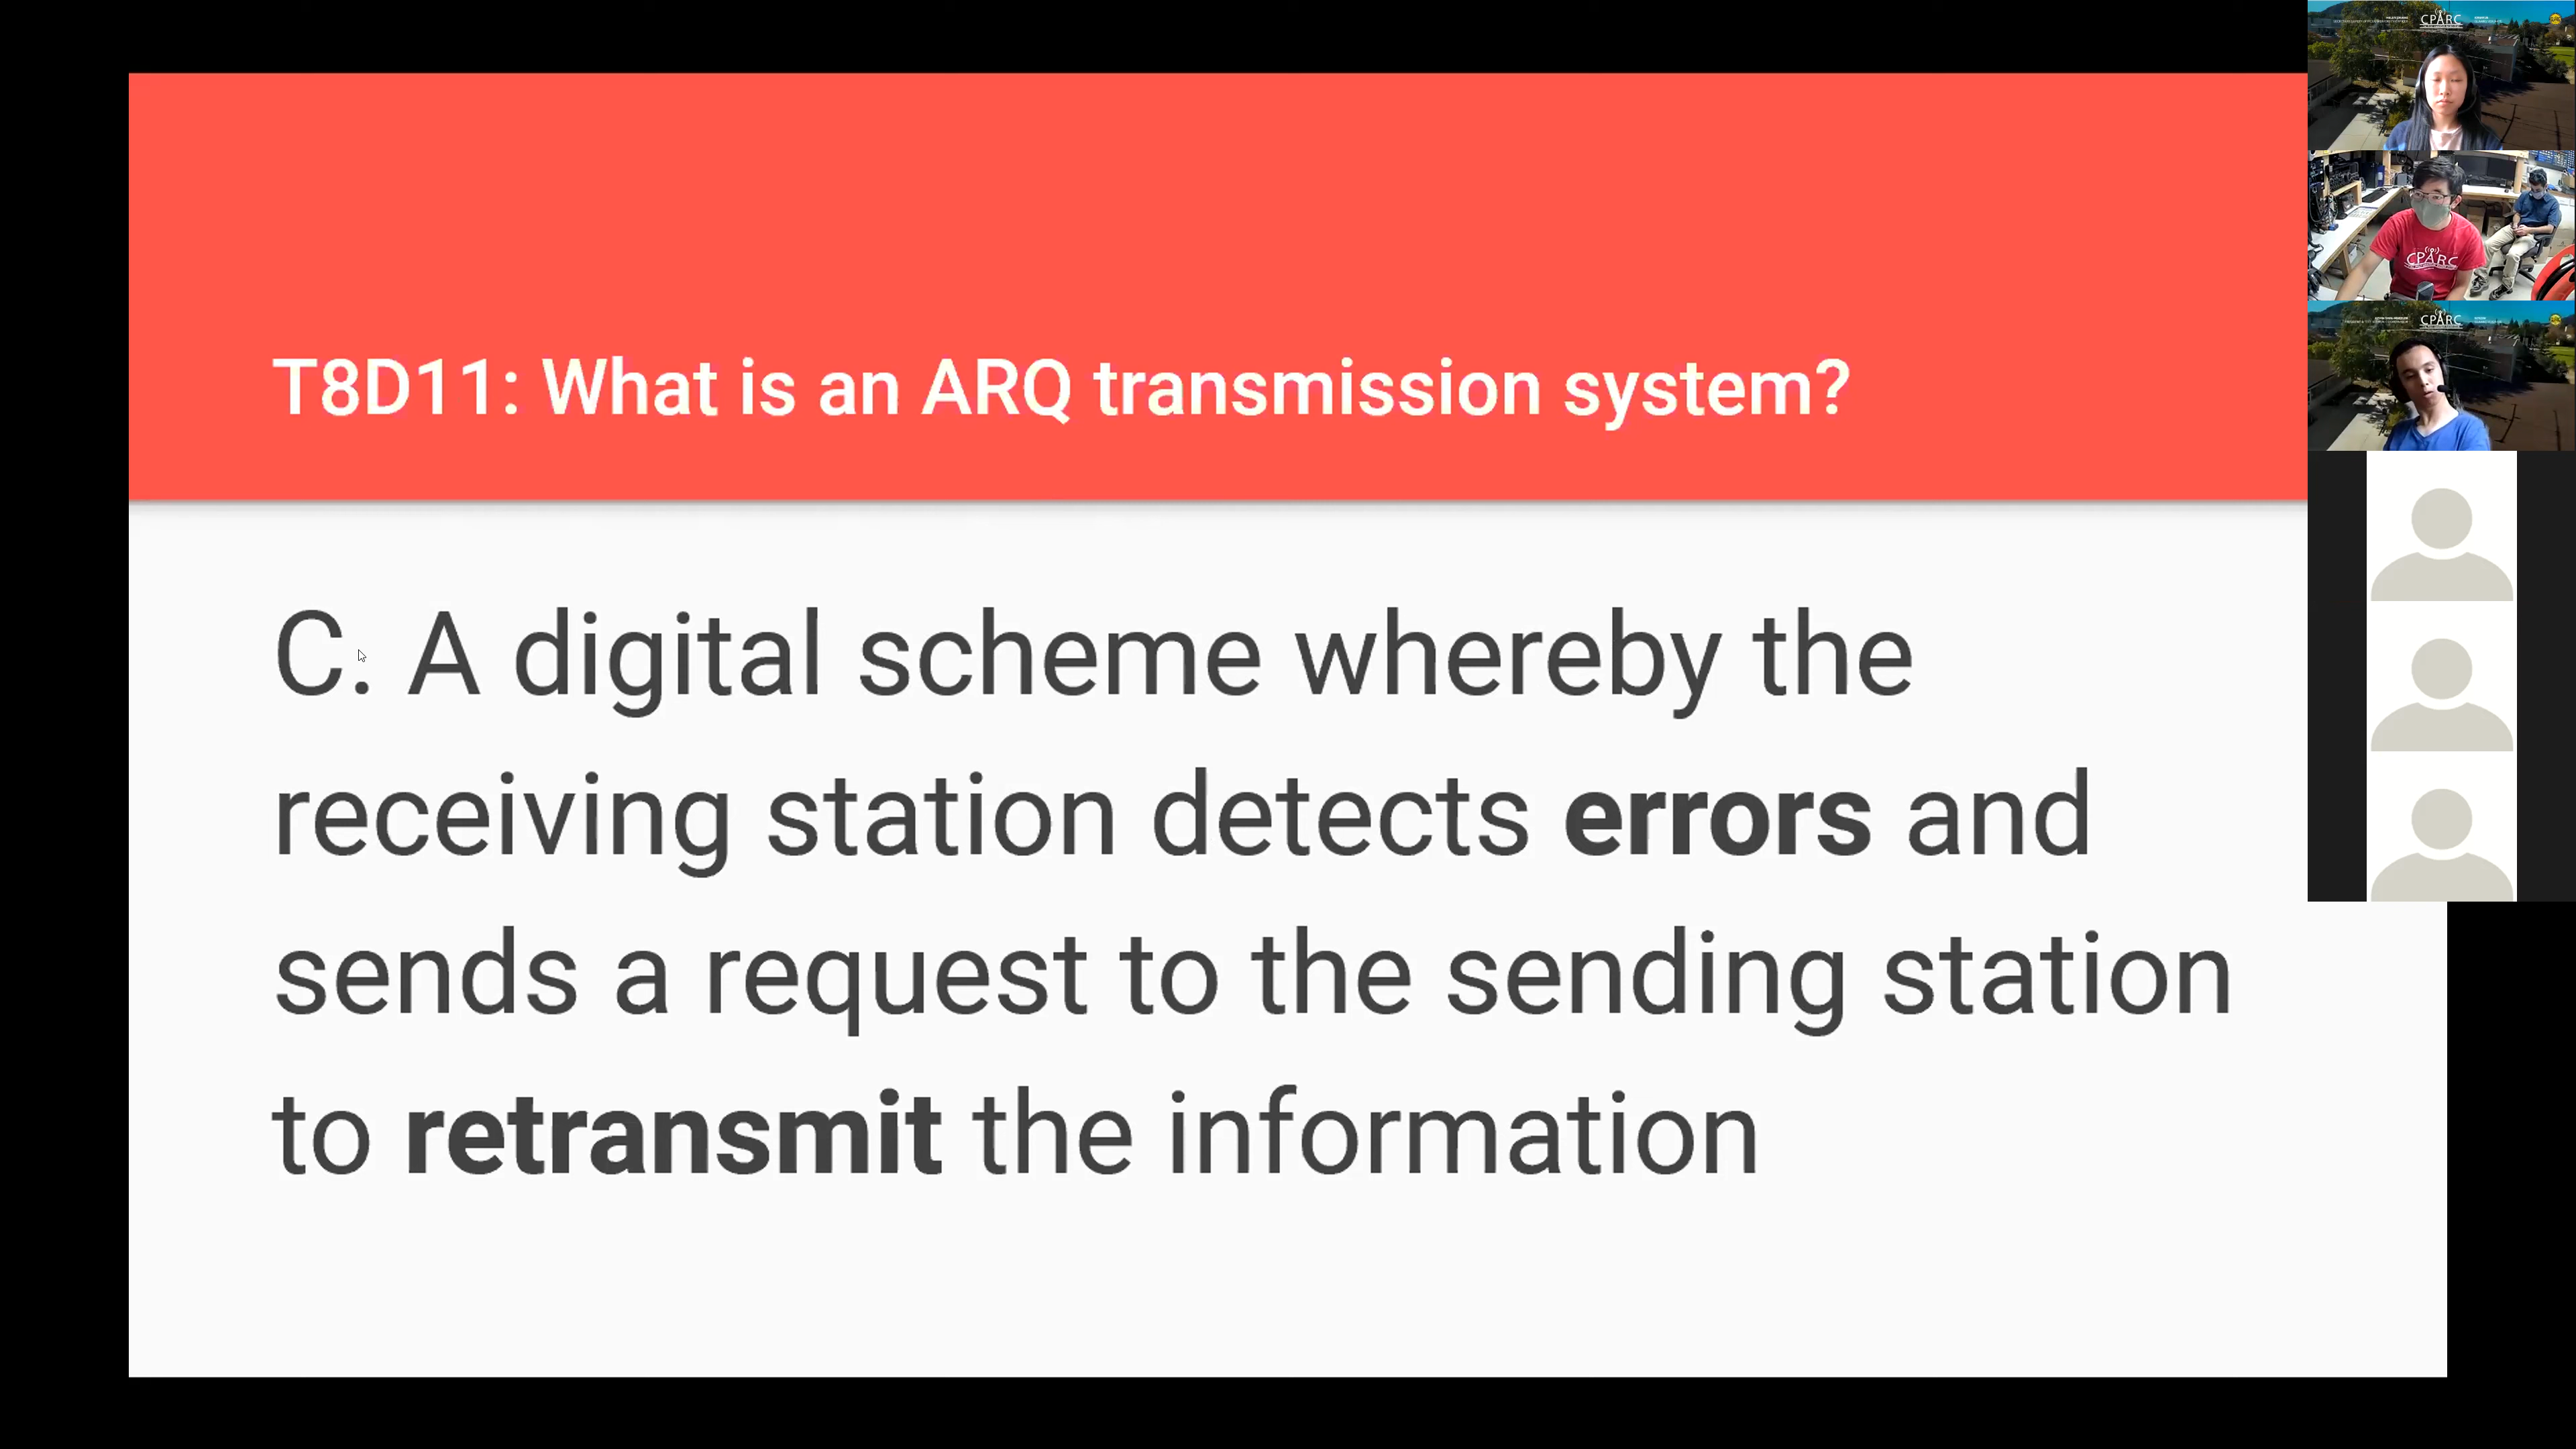 T8D11: What is an ARQ transmission system?
C. A digital scheme whereby the
receiving station detects errors and
sends a request to the sending station
to retransmit the information
CPARC
CPARC
CPARC